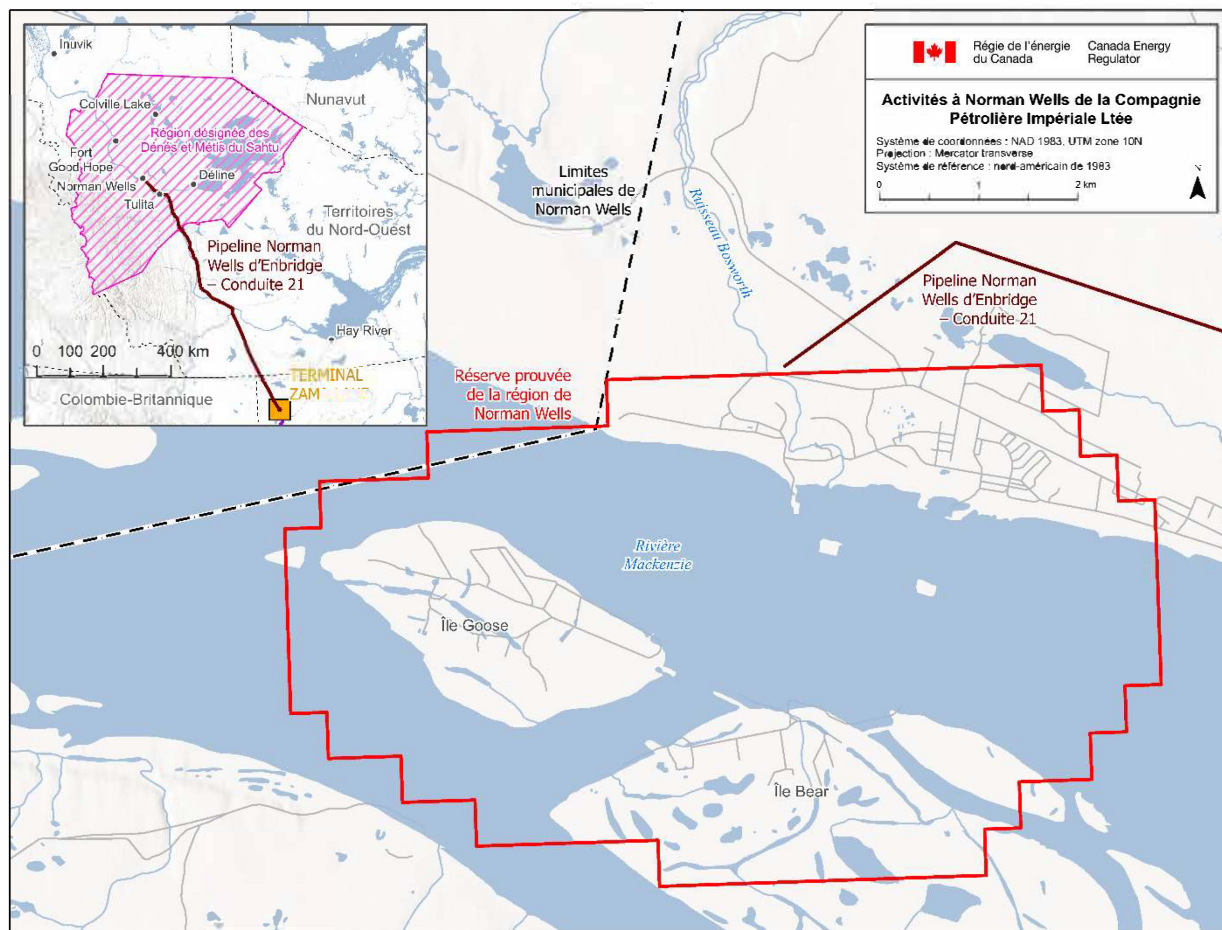 Inuvik
Colville Lake
Nunavut
Région désignée des
Dénés et Métis du Sahtu
Fort
Good Hope
Norman Wells
Déline
Tulita
Territoires
du Nord-Ouest
Pipeline Norman
Wells d'Enbridge
– Conduite 21
Hay River
0 100 200 400 km
TERMINAL
ZAM
Colombie-Britannique
Régie de l'énergie
du Canada
Canada Energy
Regulator
Activités à Norman Wells de la Compagnie
Pétrolière Impériale Ltée
Système de coordonnées : NAD 1983, UTM zone 10N
Projection : Mercator transverse
Système de référence : nord-américain de 1983
N
0 1 2 km
Limites
municipales de
Norman Wells
Ruisseau Bosworth
Pipeline Norman
Wells d'Enbridge
– Conduite 21
Réserve prouvée
de la région de
Norman Wells
Rivière
Mackenzie
Île Goose
Île Bear